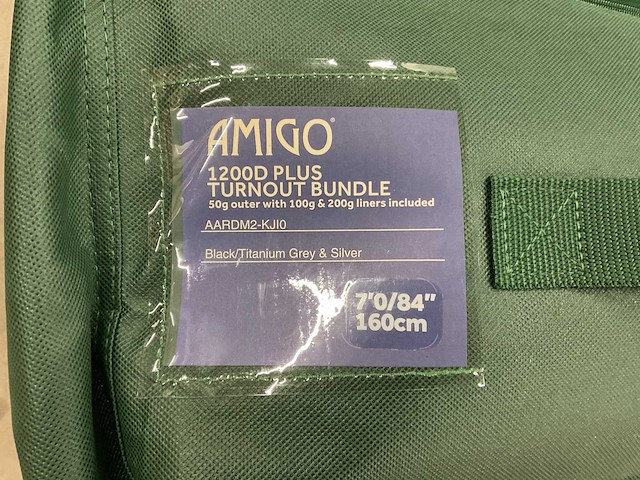 AMIGO®
1200D PLUS
TURNOUT BUNDLE
50g outer with 100g & 200g liners included
AARDM2-KJI0
Black/Titanium Grey & Silver
7'0/84"
160cm